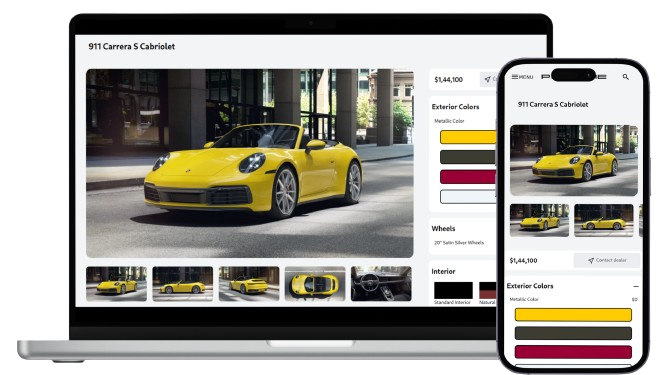 911 Carrera S Cabriolet
$1,44,100
Exterior Colors
Metallic Color
Wheels
20" Satin Silver Wheels
Interior
Standard Interior
Natural
MENU
911 Carrera S Cabriolet
$1,44,100
Contact dealer
Exterior Colors
Metallic Color
$0